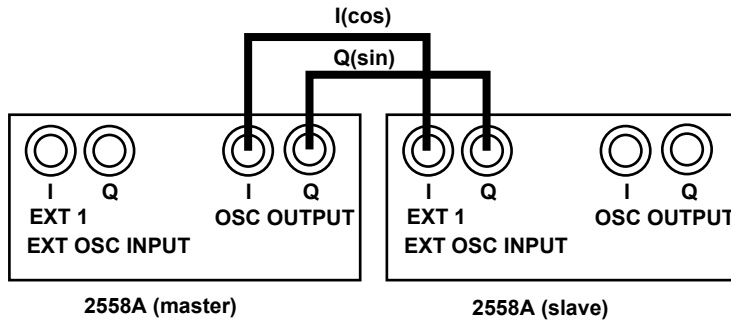 I(cos)
Q(sin)
I Q I Q I Q I Q
EXT 1 OSC OUTPUT EXT 1 OSC OUTPUT
EXT OSC INPUT EXT OSC INPUT
2558A (master) 2558A (slave)